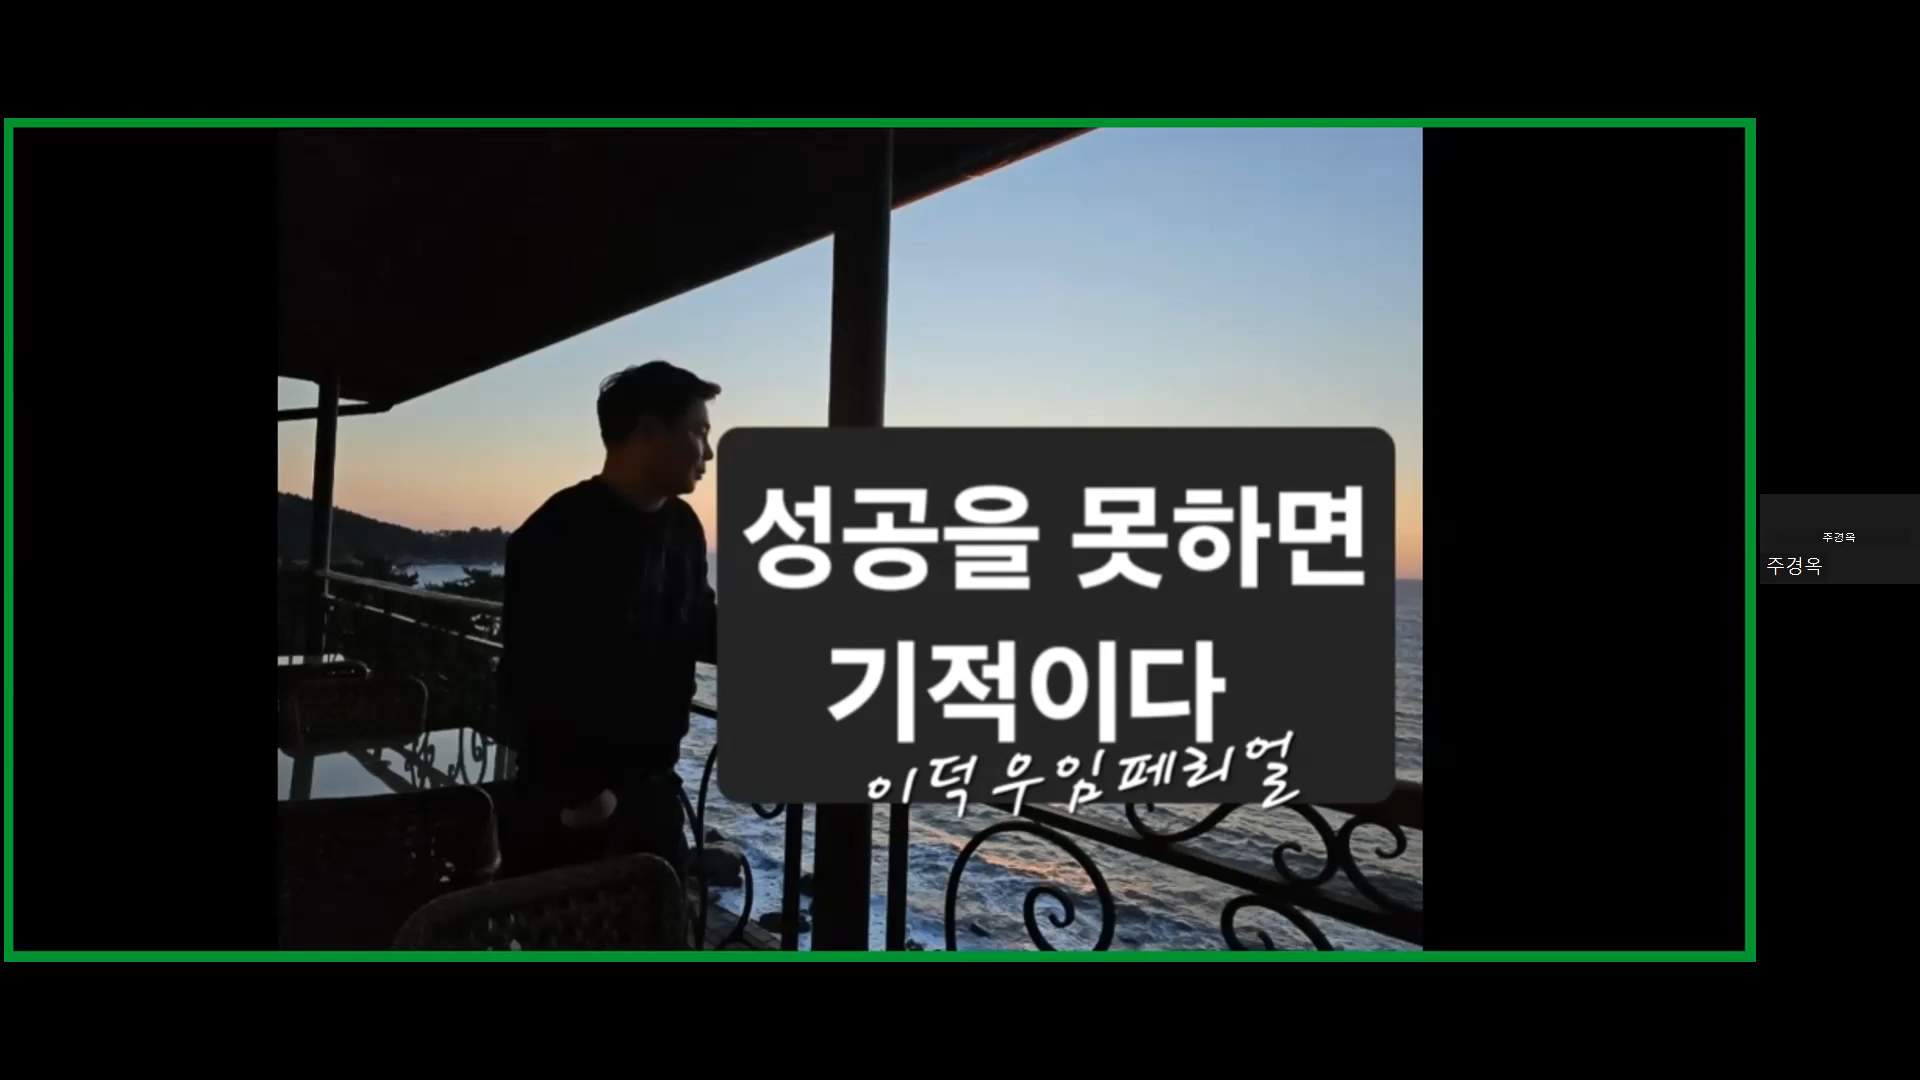 성공을 못하면
기적이다
이덕우임페리얼
주경옥
주경옥